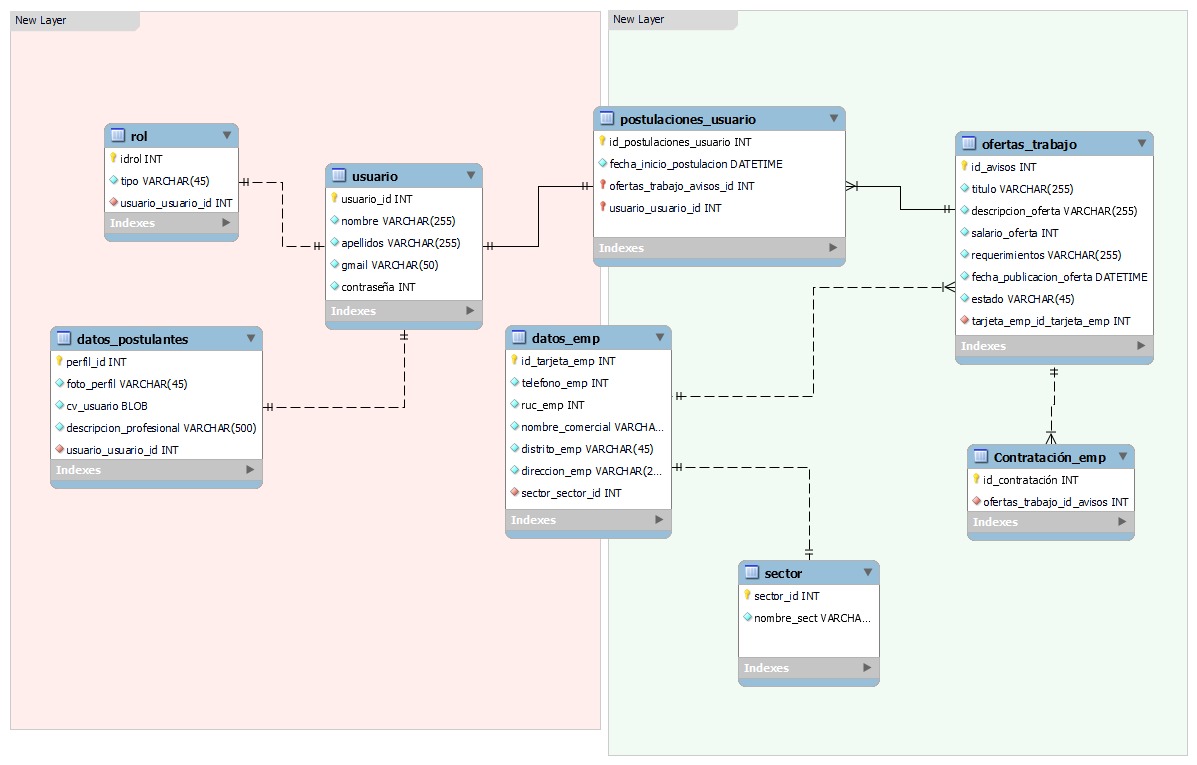 New Layer
New Layer
rol
idrol INT
tipo VARCHAR(45)
usuario_usuario_id INT
Indexes
usuario
usuario_id INT
nombre VARCHAR(255)
apellidos VARCHAR(255)
gmail VARCHAR(50)
contraseña INT
Indexes
postulaciones_usuario
id_postulaciones_usuario INT
fecha_inicio_postulacion DATETIME
ofertas_trabajo_avisos_id INT
usuario_usuario_id INT
Indexes
ofertas_trabajo
id_avisos INT
titulo VARCHAR(255)
descripcion_oferta VARCHAR(255)
salario_oferta INT
requerimientos VARCHAR(255)
fecha_publicacion_oferta DATETIME
estado VARCHAR(45)
tarjeta_emp_id_tarjeta_emp INT
Indexes
datos_postulantes
perfil_id INT
foto_perfil VARCHAR(45)
cv_usuario BLOB
descripcion_profesional VARCHAR(500)
usuario_usuario_id INT
Indexes
datos_emp
id_tarjeta_emp INT
telefono_emp INT
ruc_emp INT
nombre_comercial VARCHA...
distrito_emp VARCHAR(45)
direccion_emp VARCHAR(2...
sector_sector_id INT
Indexes
Contratación_emp
id_contratación INT
ofertas_trabajo_id_avisos INT
Indexes
sector
sector_id INT
nombre_sect VARCHA...
Indexes